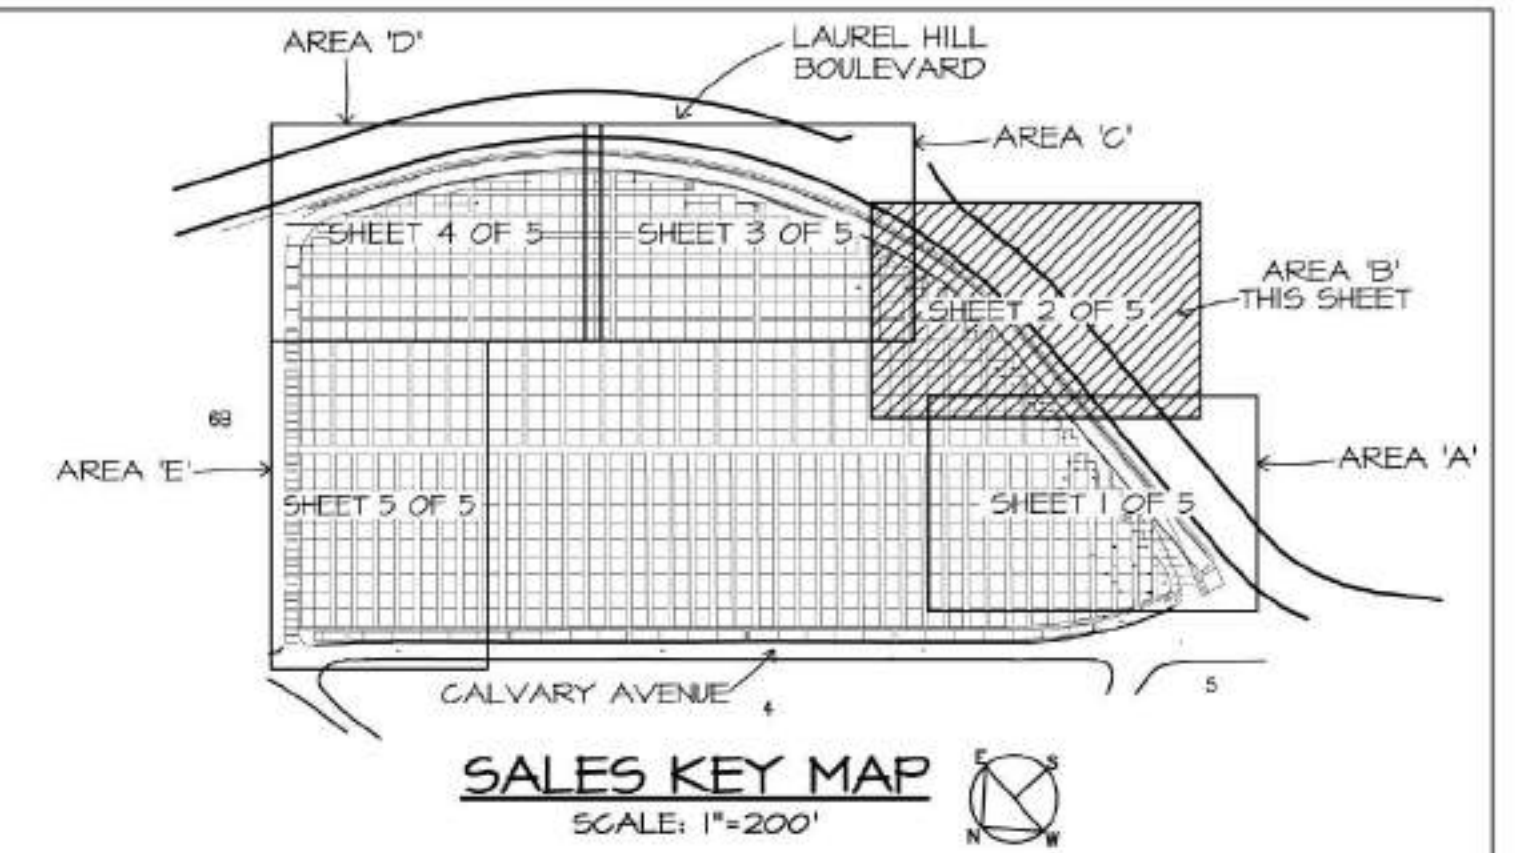 AREA 'D'
LAUREL HILL
BOULEVARD
AREA 'C'
SHEET 4 OF 5
SHEET 3 OF 5
AREA 'B'
THIS SHEET
SHEET 2 OF 5
69
AREA 'E'
AREA 'A'
SHEET 5 OF 5
SHEET 1 OF 5
CALVARY AVENUE
4
5
SALES KEY MAP
SCALE: 1"=200'
E
S
N
W